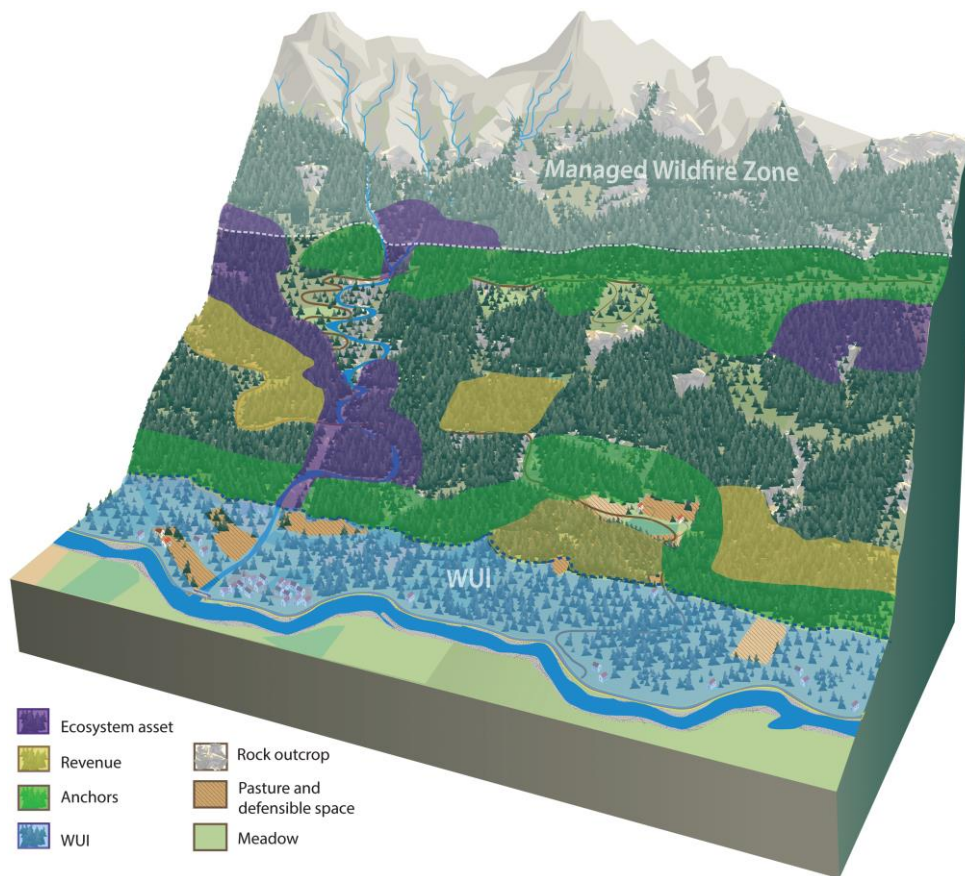 Managed Wildfire Zone
WUI
Ecosystem asset
Revenue
Anchors
WUI
Rock outcrop
Pasture and
defensible space
Meadow